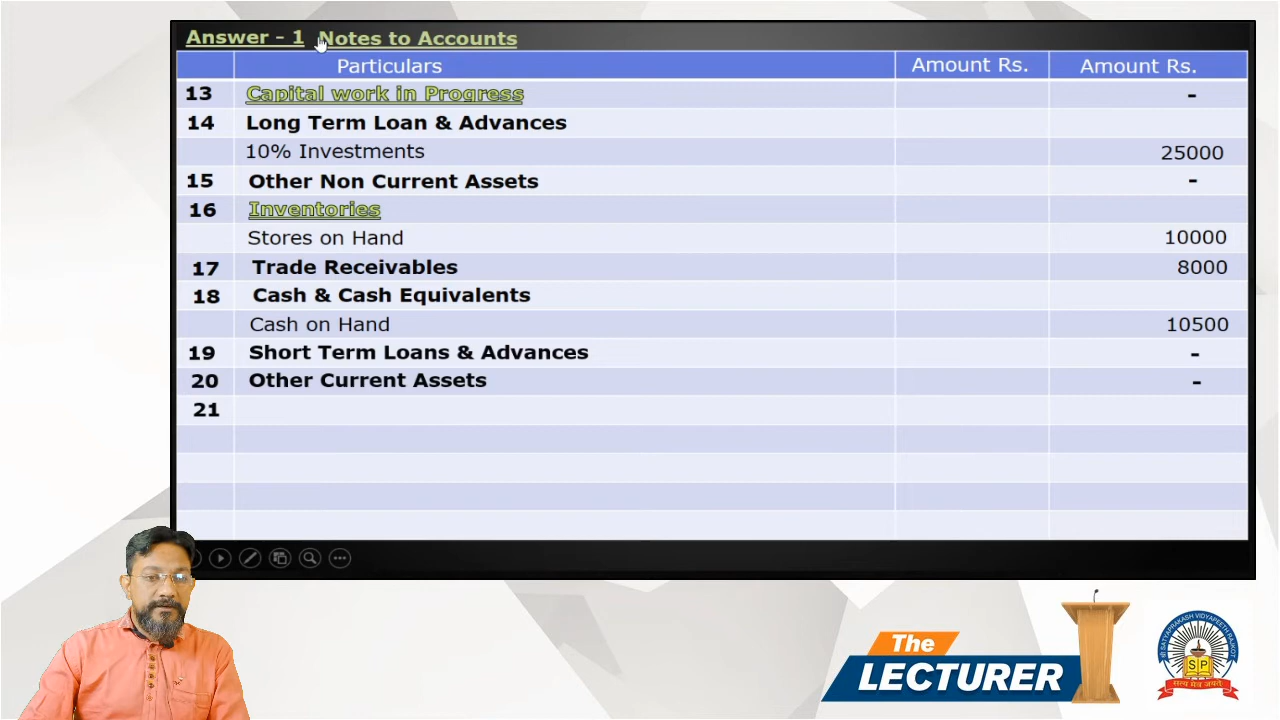 Answer - 1 Notes to Accounts
Particulars Amount Rs. Amount Rs.
13 Capital work in Progress -
14 Long Term Loan & Advances
10% Investments 25000
15 Other Non Current Assets -
16 Inventories
Stores on Hand 10000
17 Trade Receivables 8000
18 Cash & Cash Equivalents
Cash on Hand 10500
19 Short Term Loans & Advances -
20 Other Current Assets -
21
The
LECTURER
SP
सत्यं मेव जयते